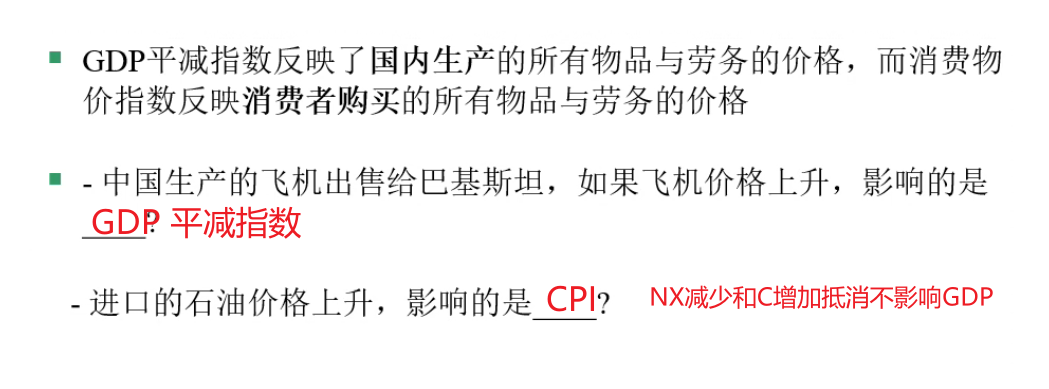 GDP平减指数反映了国内生产的所有物品与劳务的价格，而消费物
价指数反映消费者购买的所有物品与劳务的价格
- 中国生产的飞机出售给巴基斯坦，如果飞机价格上升，影响的是
____? GDP 平减指数
- 进口的石油价格上升，影响的是 CPI ? NX减少和C增加抵消不影响GDP